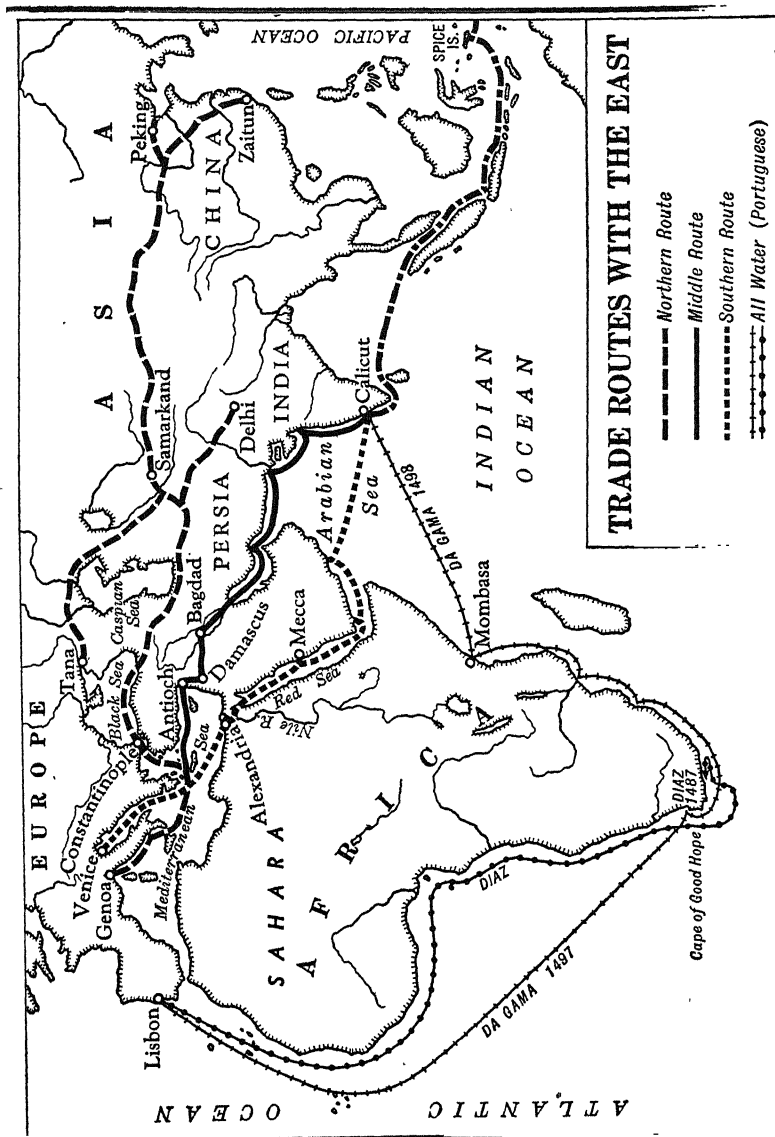 TRADE ROUTES WITH THE EAST
Northern Route
Middle Route
Southern Route
All Water (Portuguese)
EUROPE
ASIA
AFRICA
SAHARA
ATLANTIC OCEAN
PACIFIC OCEAN
INDIAN
OCEAN
SPICE
IS.
CHINA
INDIA
PERSIA
Peking
Zaitun
Samarkand
Delhi
Calicut
Arabian
Sea
Caspian
Sea
Black Sea
Tana
Constantinople
Venice
Genoa
Mediterranean
Sea
Antioch
Bagdad
Damascus
Mecca
Red Sea
Nile R.
Alexandria
Lisbon
Mombasa
DA GAMA 1498
DA GAMA 1497
DIAZ
DIAZ
1487
Cape of Good Hope